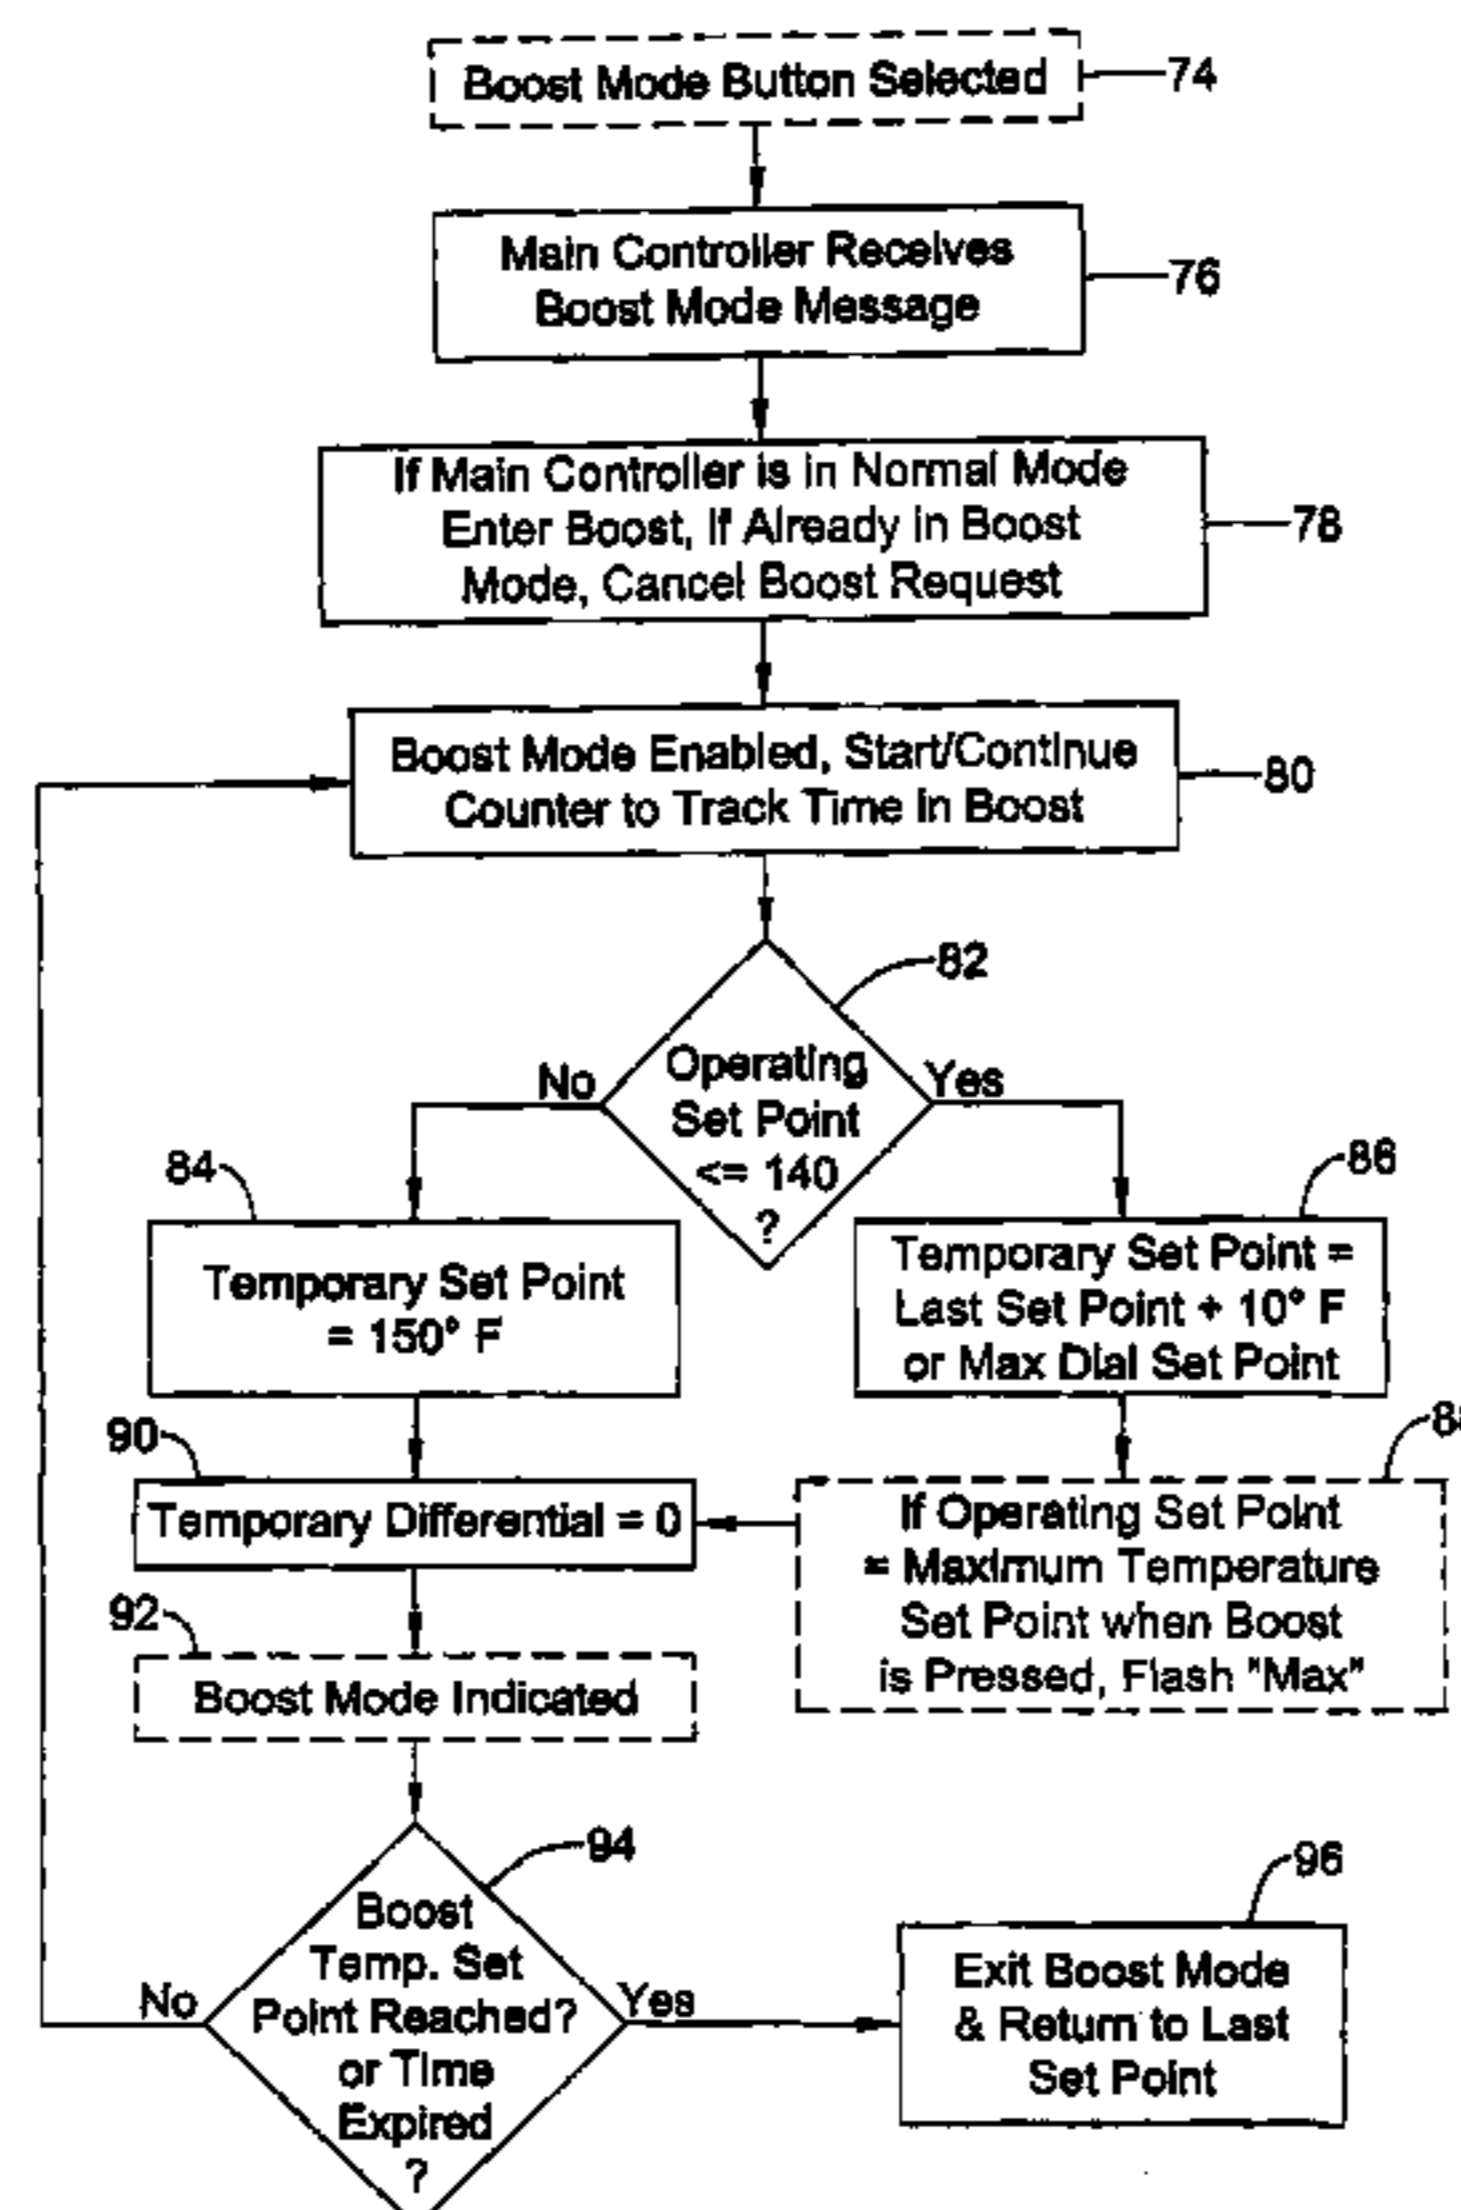 Boost Mode Button Selected
74
Main Controller Receives
Boost Mode Message
76
If Main Controller is in Normal Mode
Enter Boost, If Already in Boost
Mode, Cancel Boost Request
78
Boost Mode Enabled, Start/Continue
Counter to Track Time in Boost
80
82
Operating
Set Point
<= 140
?
No
Yes
84
Temporary Set Point
= 150° F
86
Temporary Set Point =
Last Set Point + 10° F
or Max Dial Set Point
90
Temporary Differential = 0
If Operating Set Point
= Maximum Temperature
Set Point when Boost
is Pressed, Flash "Max"
92
Boost Mode Indicated
94
Boost
Temp. Set
Point Reached?
or Time
Expired
?
No
Yes
96
Exit Boost Mode
& Return to Last
Set Point